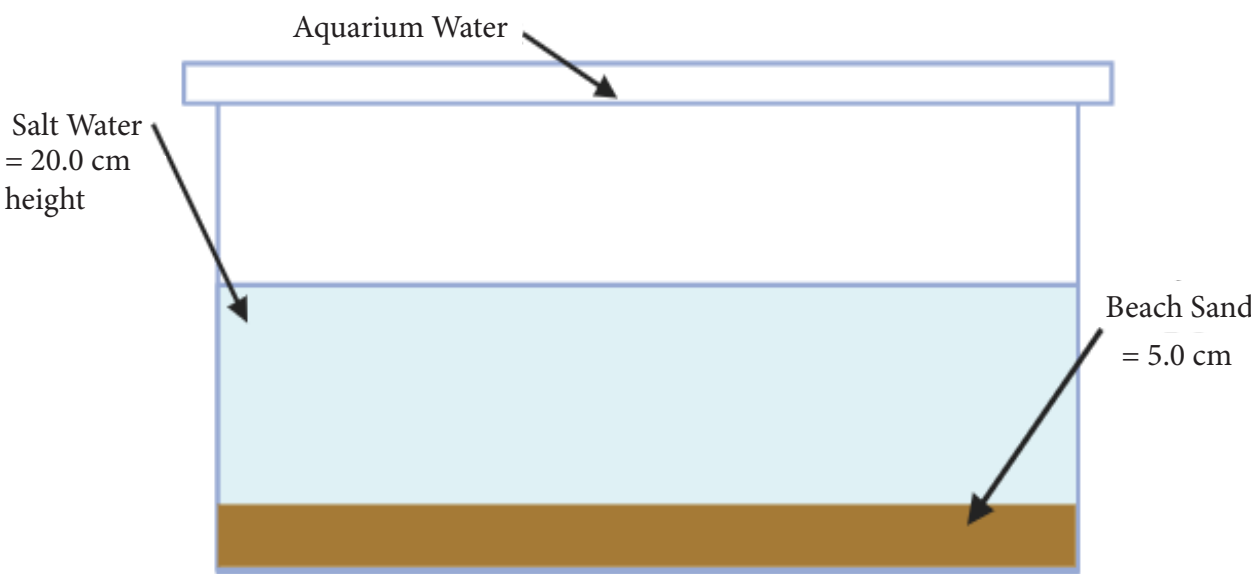 Aquarium Water
Salt Water
= 20.0 cm
height
Beach Sand
= 5.0 cm